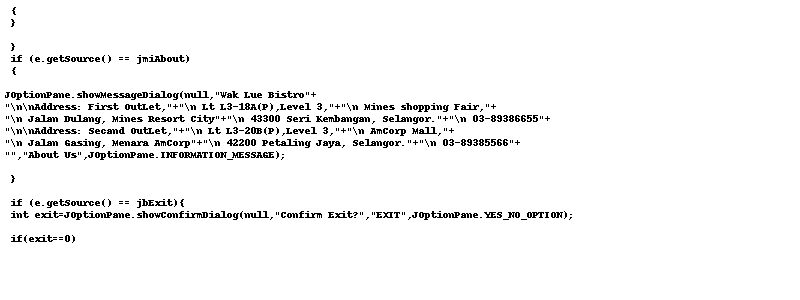 {
}
}
if (e.getSource() == jmiAbout)
{
JOptionPane.showMessageDialog(null,"Wak Lue Bistro"+
"\n\nAddress: First OutLet,"+"\n Lt L3-18A(P),Level 3,"+"\n Mines shopping Fair,"+
"\n Jalan Dulang, Mines Resort City"+"\n 43300 Seri Kembangan, Selangor."+"\n 03-89386655"+
"\n\nAddress: Secand OutLet,"+"\n Lt L3-20B(P),Level 3,"+"\n AmCorp Mall,"+
"\n Jalan Gasing, Menara AmCorp"+"\n 42200 Petaling Jaya, Selangor."+"\n 03-89385566"+
"","About Us",JOptionPane.INFORMATION_MESSAGE);
}
if (e.getSource() == jbExit){
int exit=JOptionPane.showConfirmDialog(null,"Confirm Exit?","EXIT",JOptionPane.YES_NO_OPTION);
if(exit==0)